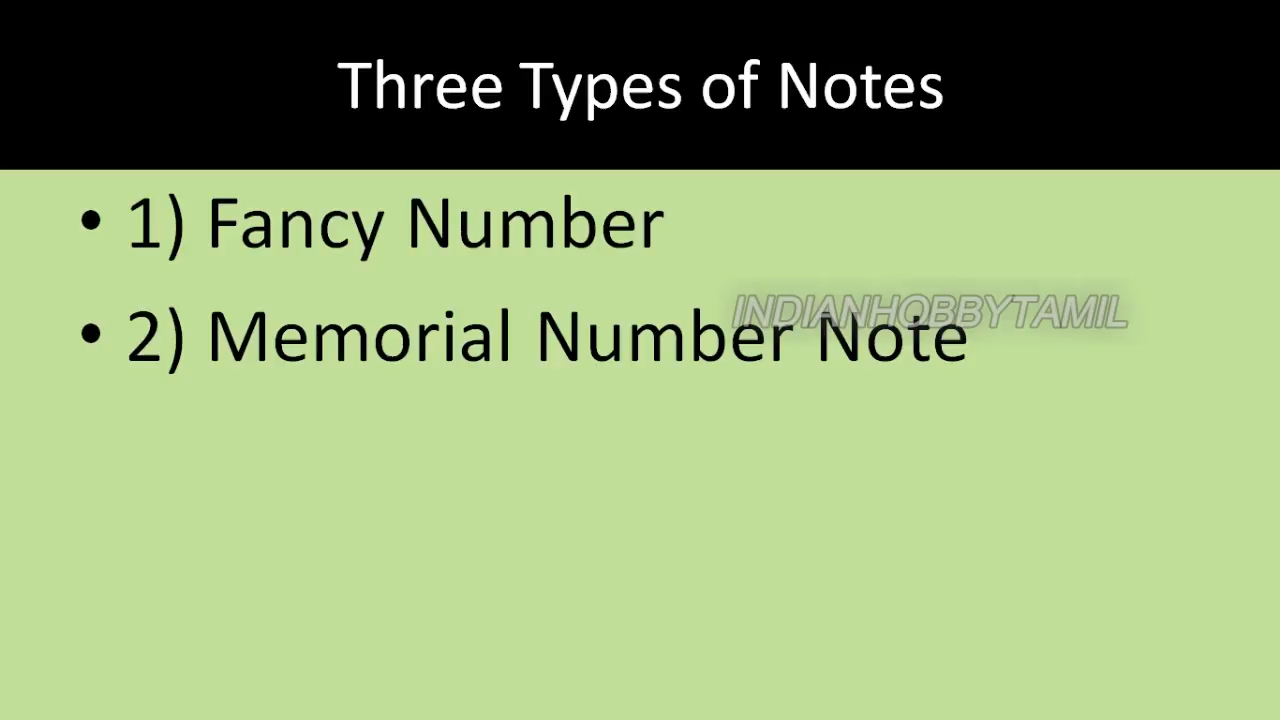 Three Types of Notes
• 1) Fancy Number
INDIANHOBBYTAMIL
• 2) Memorial Number Note